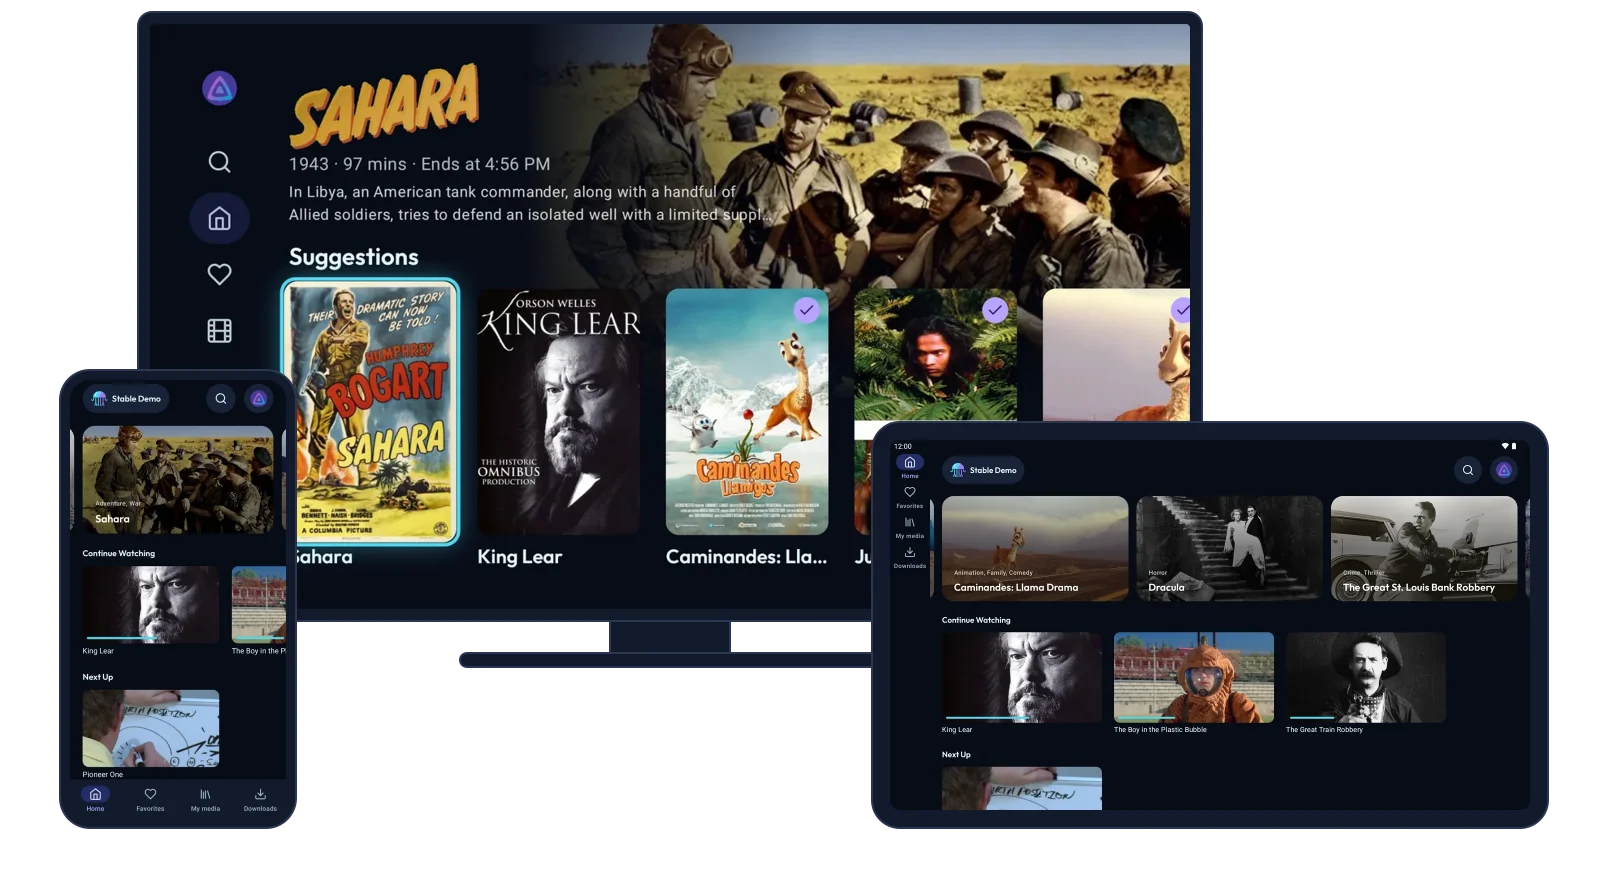 SAHARA
1943 · 97 mins · Ends at 4:56 PM
In Libya, an American tank commander, along with a handful of
Allied soldiers, tries to defend an isolated well with a limited suppl...
Suggestions
THEIR DRAMATIC STORY
CAN NOW
BE TOLD!
HUMPHREY
BOGART
SAHARA
BENNETT · NAISH · BRIDGES
A COLUMBIA PICTURE
Sahara
ORSON WELLES
KING LEAR
THE HISTORIC
OMNIBUS
PRODUCTION
King Lear
Caminandes
Llamigos
Caminandes: Lla...
Ju
Stable Demo
Adventure, War
Sahara
Continue Watching
King Lear
The Boy in the Pl
Next Up
Pioneer One
Home
Favorites
My media
Downloads
12:00
Home
Favorites
My media
Downloads
Stable Demo
Animation, Family, Comedy
Caminandes: Llama Drama
Horror
Dracula
Crime, Thriller
The Great St. Louis Bank Robbery
Continue Watching
King Lear
The Boy in the Plastic Bubble
The Great Train Robbery
Next Up